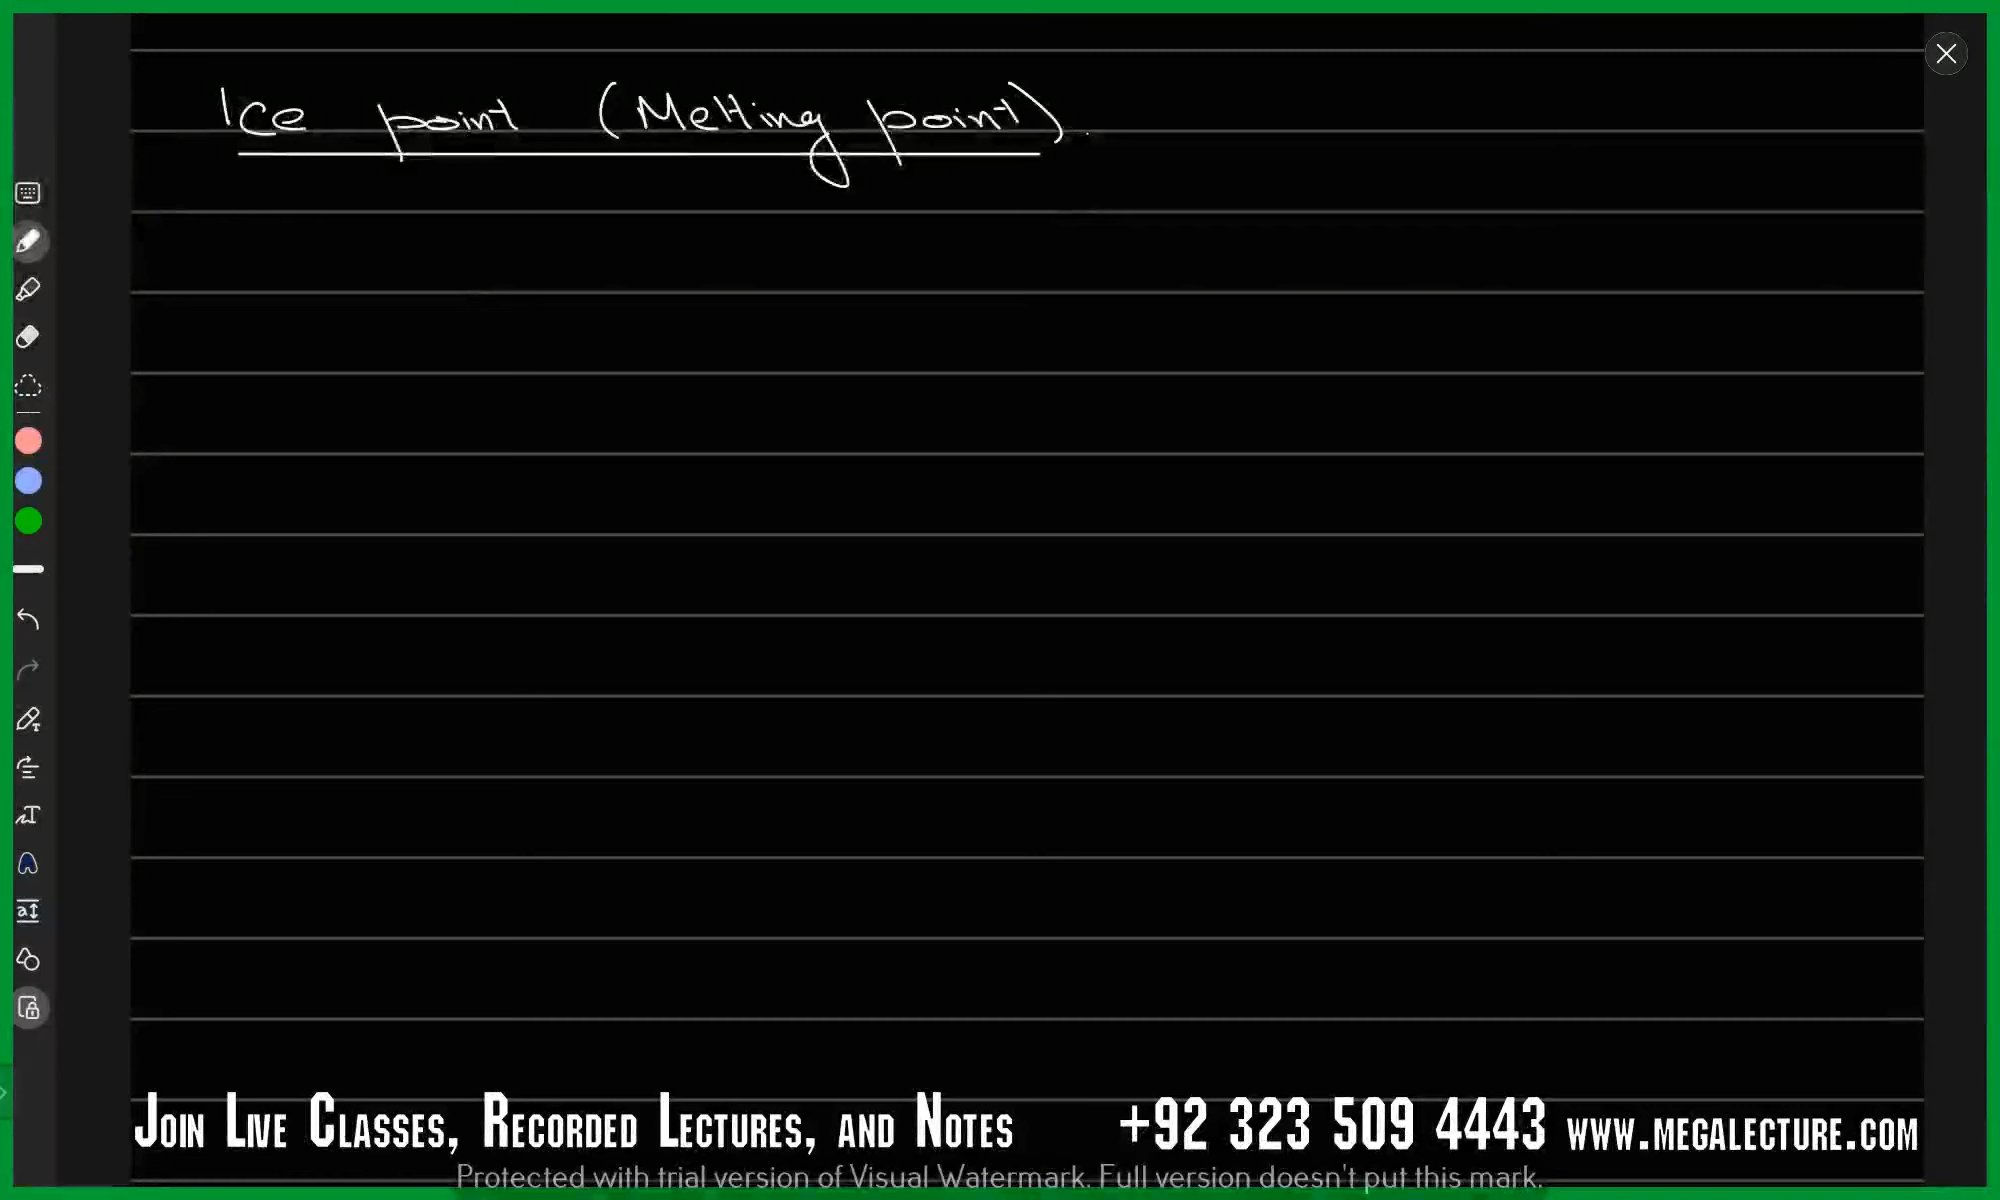 Ice point (Melting point).
JOIN LIVE CLASSES, RECORDED LECTURES, AND NOTES +92 323 509 4443 WWW.MEGALECTURE.COM
Protected with trial version of Visual Watermark. Full version doesn't put this mark.